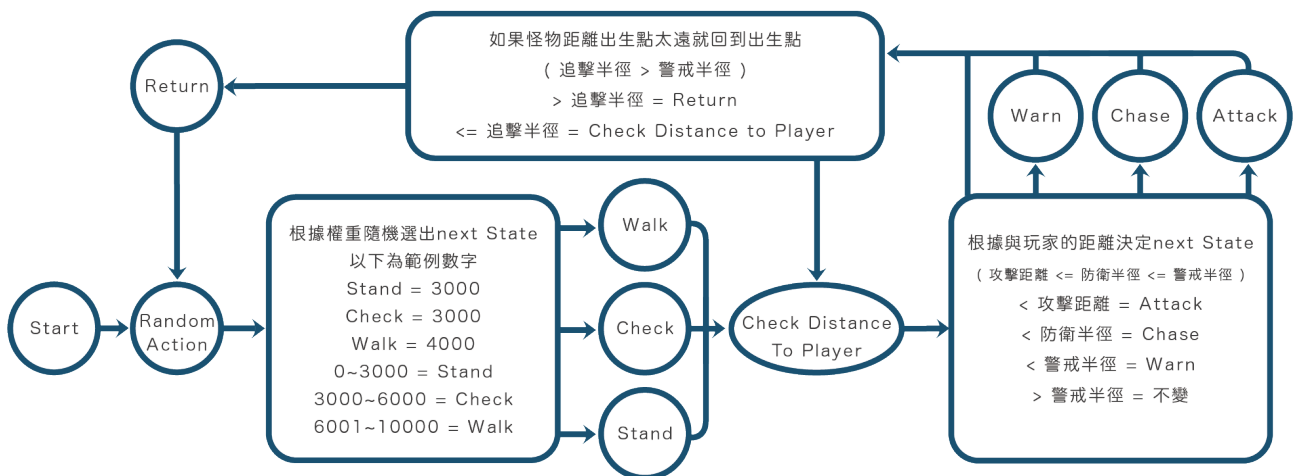 如果怪物距離出生點太遠就回到出生點
( 追擊半徑 > 警戒半徑 )
> 追擊半徑 = Return
<= 追擊半徑 = Check Distance to Player
Return
Warn
Chase
Attack
Start
Random
Action
根據權重隨機選出next State
以下為範例數字
Stand = 3000
Check = 3000
Walk = 4000
0~3000 = Stand
3000~6000 = Check
6001~10000 = Walk
Walk
Check
Stand
Check Distance
To Player
根據與玩家的距離決定next State
( 攻擊距離 <= 防衛半徑 <= 警戒半徑 )
< 攻擊距離 = Attack
< 防衛半徑 = Chase
< 警戒半徑 = Warn
> 警戒半徑 = 不變